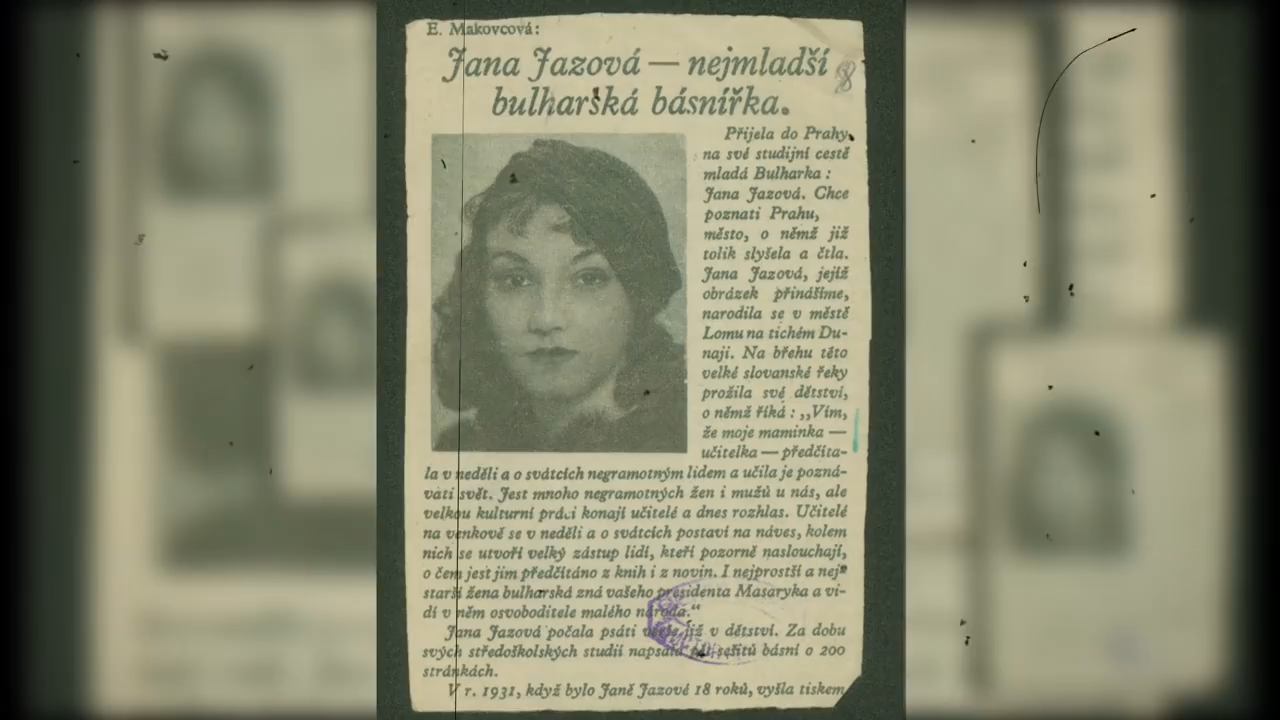 E. Makovcová:
Jana Jazová — nejmladší
bulharská básnířka.
Přijela do Prahy
na své studijní cestě
mladá Bulharka :
Jana Jazová. Chce
poznati Prahu,
město, o němž již
tolik slyšela a čtla.
Jana Jazová, jejíž
obrázek přinášíme,
narodila se v městě
Lomu na tichém Du-
naji. Na břehu této
velké slovanské řeky
prožila své dětství,
o němž říká : „Vím,
že moje maminka —
učitelka — předčíta-
la v neděli a o svátcích negramotným lidem a učila je pozná-
vati svět. Jest mnoho negramotných žen i mužů u nás, ale
velkou kulturní práci konají učitelé a dnes rozhlas. Učitelé
na venkově se v neděli a o svátcích postaví na náves, kolem
nich se utvoří velký zástup lidí, kteří pozorně naslouchají,
o čem jest jim předčítáno z knih i z novin. I nejprostší a nej-
starší žena bulharská zná vašeho presidenta Masaryka a vi-
dí v něm osvoboditele malého národa.“
Jana Jazová počala psáti verše již v dětství. Za dobu
svých středoškolských studií napsala sešitů básní o 200
stránkách.
V r. 1931, když bylo Janě Jazové 18 roků, vyšla tiskem